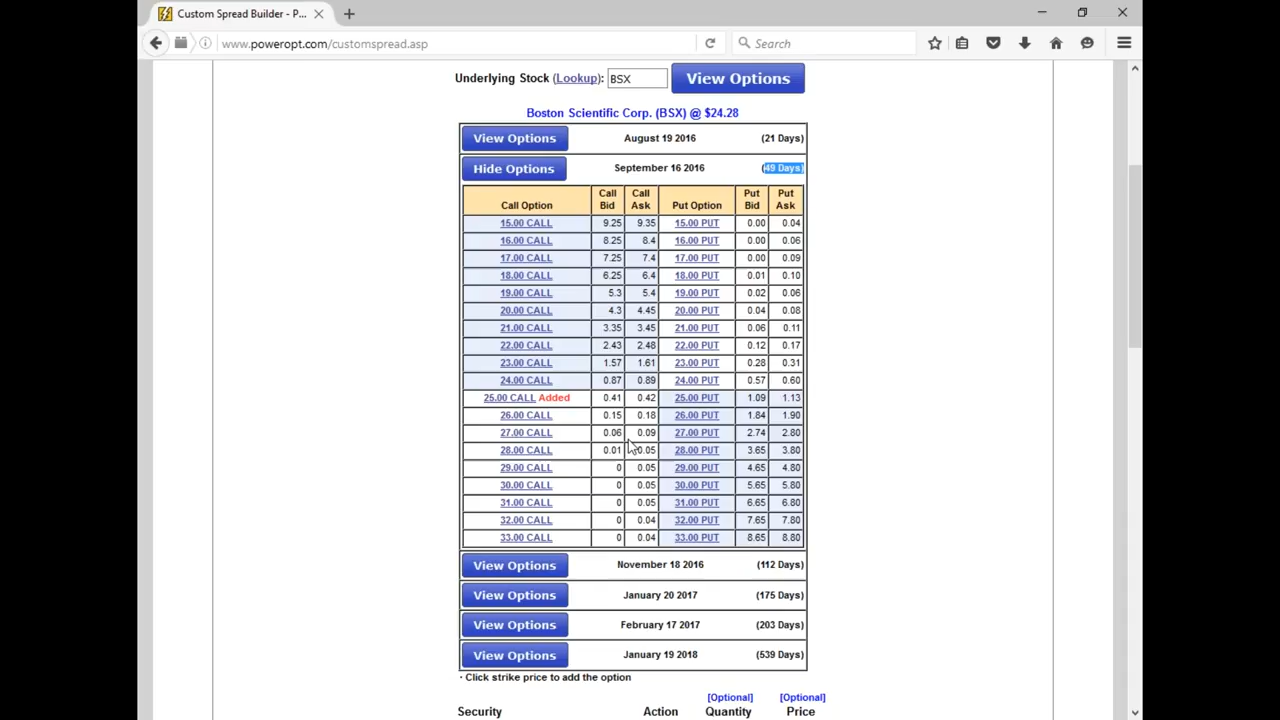 Custom Spread Builder - P...
www.poweropt.com/customspread.asp
Search
Underlying Stock (Lookup): BSX View Options
Boston Scientific Corp. (BSX) @ $24.28
View Options August 19 2016 (21 Days)
Hide Options September 16 2016 (49 Days)
Call Option Call Bid Call Ask Put Option Put Bid Put Ask
15.00 CALL 9.25 9.35 15.00 PUT 0.00 0.04
16.00 CALL 8.25 8.4 16.00 PUT 0.00 0.06
17.00 CALL 7.25 7.4 17.00 PUT 0.00 0.09
18.00 CALL 6.25 6.4 18.00 PUT 0.01 0.10
19.00 CALL 5.3 5.4 19.00 PUT 0.02 0.06
20.00 CALL 4.3 4.45 20.00 PUT 0.04 0.08
21.00 CALL 3.35 3.45 21.00 PUT 0.06 0.11
22.00 CALL 2.43 2.48 22.00 PUT 0.12 0.17
23.00 CALL 1.57 1.61 23.00 PUT 0.28 0.31
24.00 CALL 0.87 0.89 24.00 PUT 0.57 0.60
25.00 CALL Added 0.41 0.42 25.00 PUT 1.09 1.13
26.00 CALL 0.15 0.18 26.00 PUT 1.84 1.90
27.00 CALL 0.06 0.09 27.00 PUT 2.74 2.80
28.00 CALL 0.01 0.05 28.00 PUT 3.65 3.80
29.00 CALL 0 0.05 29.00 PUT 4.65 4.80
30.00 CALL 0 0.05 30.00 PUT 5.65 5.80
31.00 CALL 0 0.05 31.00 PUT 6.65 6.80
32.00 CALL 0 0.04 32.00 PUT 7.65 7.80
33.00 CALL 0 0.04 33.00 PUT 8.65 8.80
View Options November 18 2016 (112 Days)
View Options January 20 2017 (175 Days)
View Options February 17 2017 (203 Days)
View Options January 19 2018 (539 Days)
· Click strike price to add the option
[Optional] [Optional]
Security Action Quantity Price